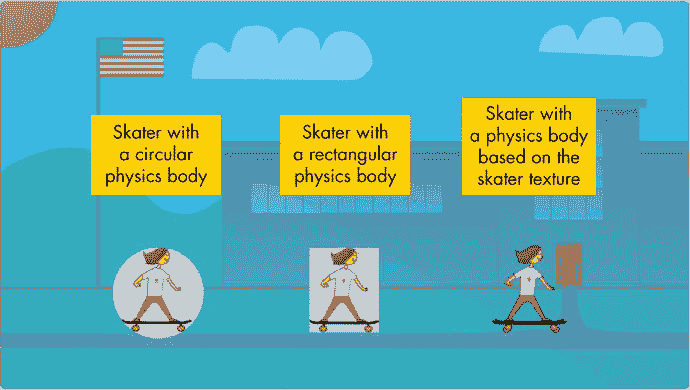 Skater with
a circular
physics body
Skater with
a rectangular
physics body
Skater with
a physics body
based on the
skater texture